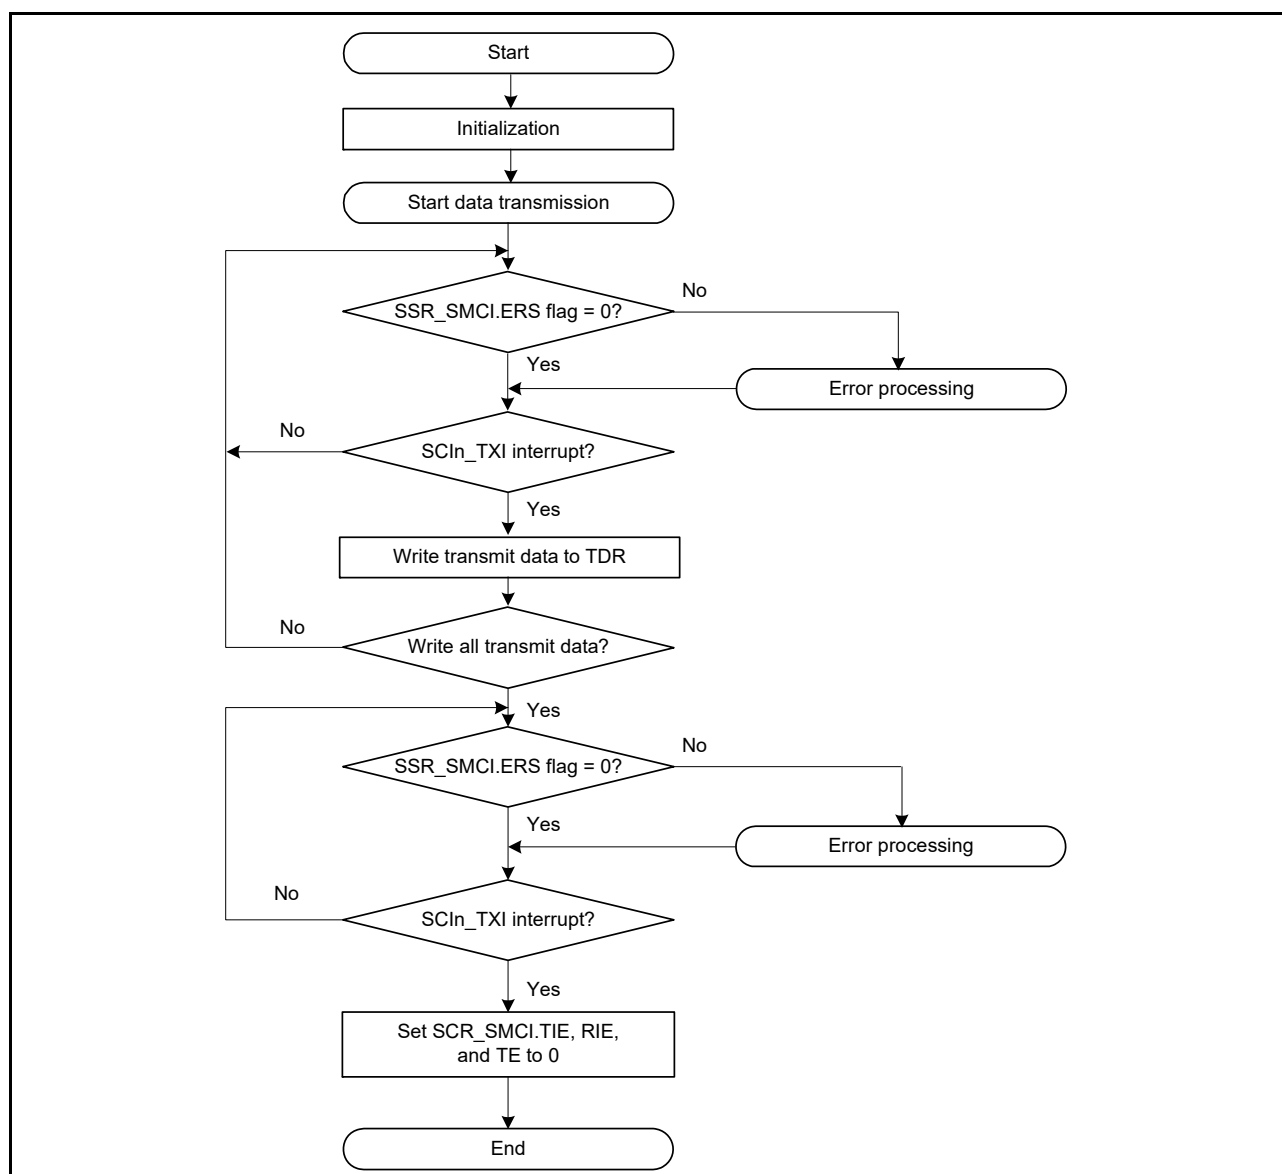 Start
Initialization
Start data transmission
SSR_SMCI.ERS flag = 0?
No
Yes
Error processing
No
SCIn_TXI interrupt?
Yes
Write transmit data to TDR
No
Write all transmit data?
Yes
SSR_SMCI.ERS flag = 0?
No
Yes
Error processing
No
SCIn_TXI interrupt?
Yes
Set SCR_SMCI.TIE, RIE,
and TE to 0
End